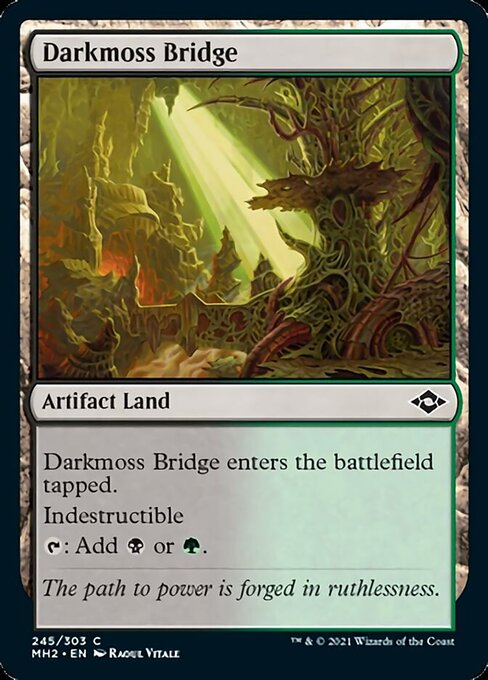 Darkmoss Bridge
Artifact Land
Darkmoss Bridge enters the battlefield
tapped.
Indestructible
: Add or .
The path to power is forged in ruthlessness.
245/303 C
MH2 • EN Raoul Vitale
™ & © 2021 Wizards of the Coast